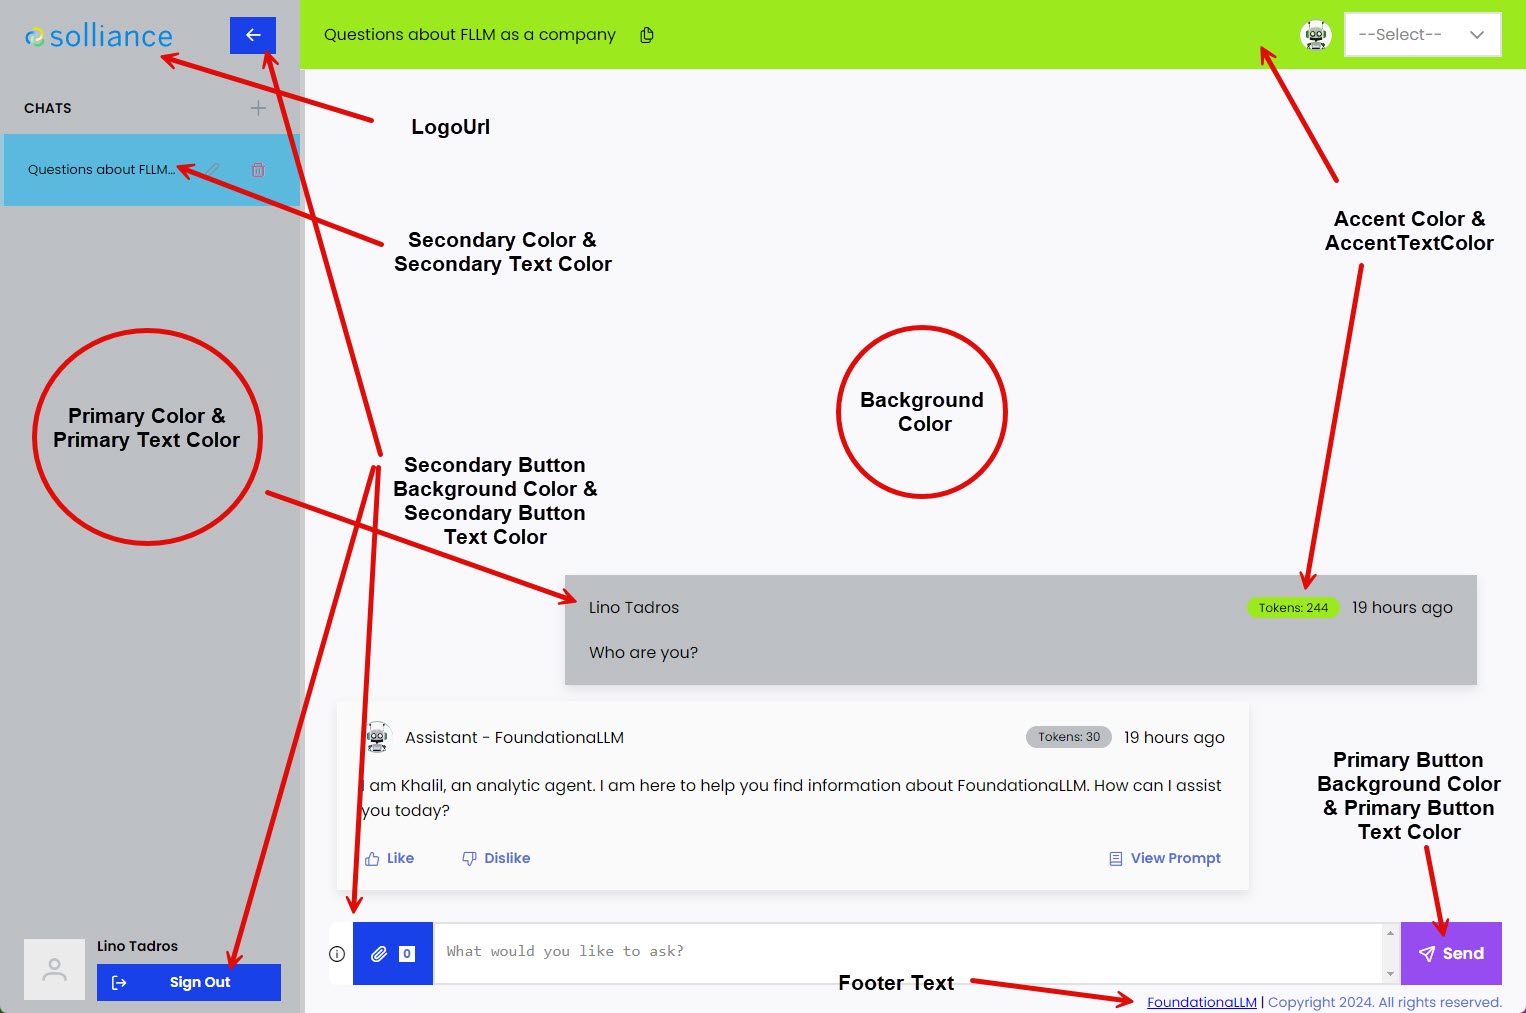 solliance
Questions about FLLM as a company
--Select--
CHATS
LogoUrl
Questions about FLLM...
Secondary Color &
Secondary Text Color
Accent Color &
AccentTextColor
Primary Color &
Primary Text Color
Background
Color
Secondary Button
Background Color &
Secondary Button
Text Color
Lino Tadros
Tokens: 244
19 hours ago
Who are you?
Assistant - FoundationaLLM
Tokens: 30
19 hours ago
I am Khalil, an analytic agent. I am here to help you find information about FoundationaLLM. How can I assist
you today?
Like
Dislike
View Prompt
Primary Button
Background Color
& Primary Button
Text Color
Lino Tadros
Sign Out
0
What would you like to ask?
Send
Footer Text
FoundationaLLM | Copyright 2024. All rights reserved.